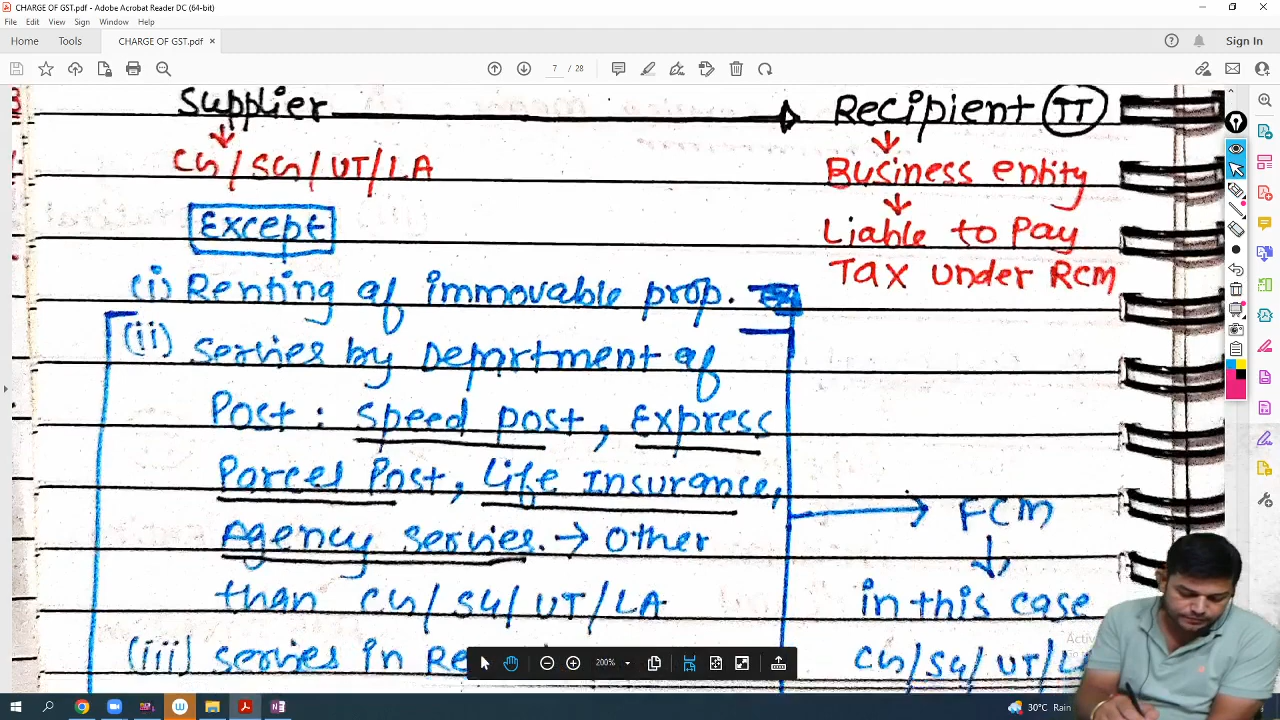 CHARGE OF GST.pdf - Adobe Acrobat Reader DC (64-bit)
File Edit View Sign Window Help
Home Tools CHARGE OF GST.pdf × Sign In
7 / 28
Supplier Recipient TT
CG/SG/UT/LA Business entity
Except Liable to Pay
Tax under RCM
(i) Renting of immovable prop.
(ii) Servies by Department of
Post: Speed post, Express
Parcel Post, Life Insurance,
Agency Servies. → other
→ FCM
than CG/SG/UT/LA in this case
(iii) servies in Re CG/SG/UT/L
200%
30°C Rain